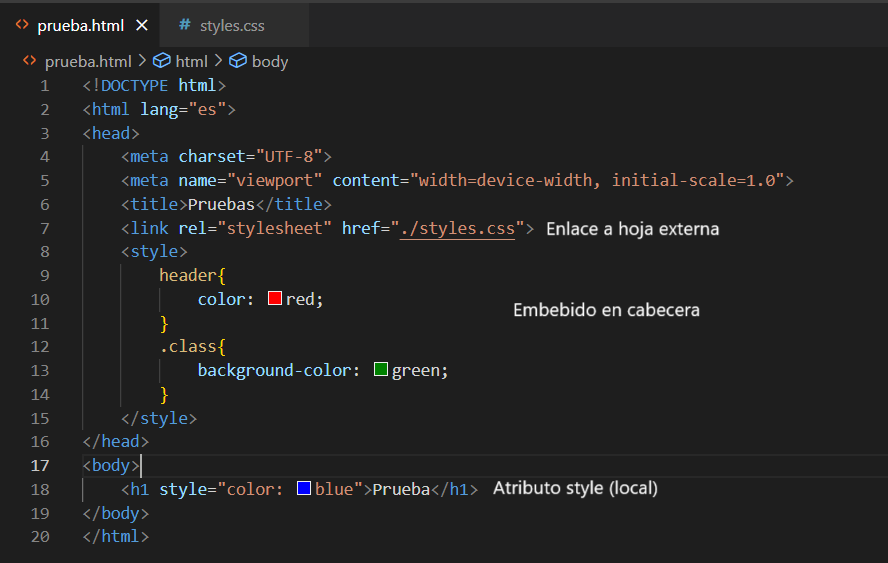 prueba.html
# styles.css
prueba.html > html > body
1 <!DOCTYPE html>
2 <html lang="es">
3 <head>
4     <meta charset="UTF-8">
5     <meta name="viewport" content="width=device-width, initial-scale=1.0">
6     <title>Pruebas</title>
7     <link rel="stylesheet" href="./styles.css"> Enlace a hoja externa
8     <style>
9         header{
10             color: red;
Embebido en cabecera
11         }
12         .class{
13             background-color: green;
14         }
15     </style>
16 </head>
17 <body>
18     <h1 style="color: blue">Prueba</h1> Atributo style (local)
19 </body>
20 </html>